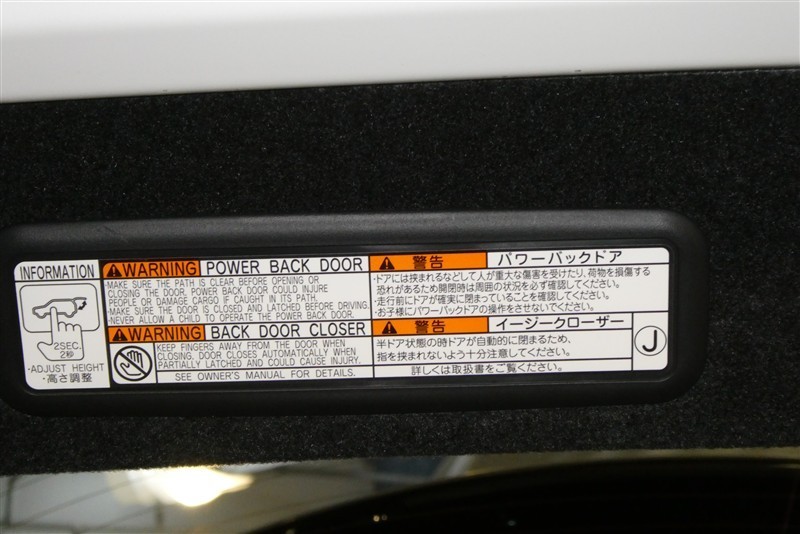 INFORMATION
2SEC.
2秒
・ADJUST HEIGHT
・高さ調整
WARNING POWER BACK DOOR
・MAKE SURE THE PATH IS CLEAR BEFORE OPENING OR
CLOSING THE DOOR. POWER BACK DOOR COULD INJURE
PEOPLE OR DAMAGE CARGO IF CAUGHT IN ITS PATH.
・MAKE SURE THE DOOR IS CLOSED AND LATCHED BEFORE DRIVING.
・NEVER ALLOW A CHILD TO OPERATE THE POWER BACK DOOR.
WARNING BACK DOOR CLOSER
KEEP FINGERS AWAY FROM THE DOOR WHEN
CLOSING. DOOR CLOSES AUTOMATICALLY WHEN
PARTIALLY LATCHED AND COULD CAUSE INJURY.
SEE OWNER'S MANUAL FOR DETAILS.
警告 パワーバックドア
・ドアには挟まれるなどして人が重大な傷害を受けたり、荷物を損傷する
恐れがあるため開閉時は周囲の状況を必ず確認してください。
・走行前にドアが確実に閉まっていることを確認してください。
・お子様にパワーバックドアの操作をさせないでください。
警告 イージークローザー
半ドア状態の時ドアが自動的に閉まるため、
指を挟まれないよう十分注意してください。
詳しくは取扱書をご覧ください。
J